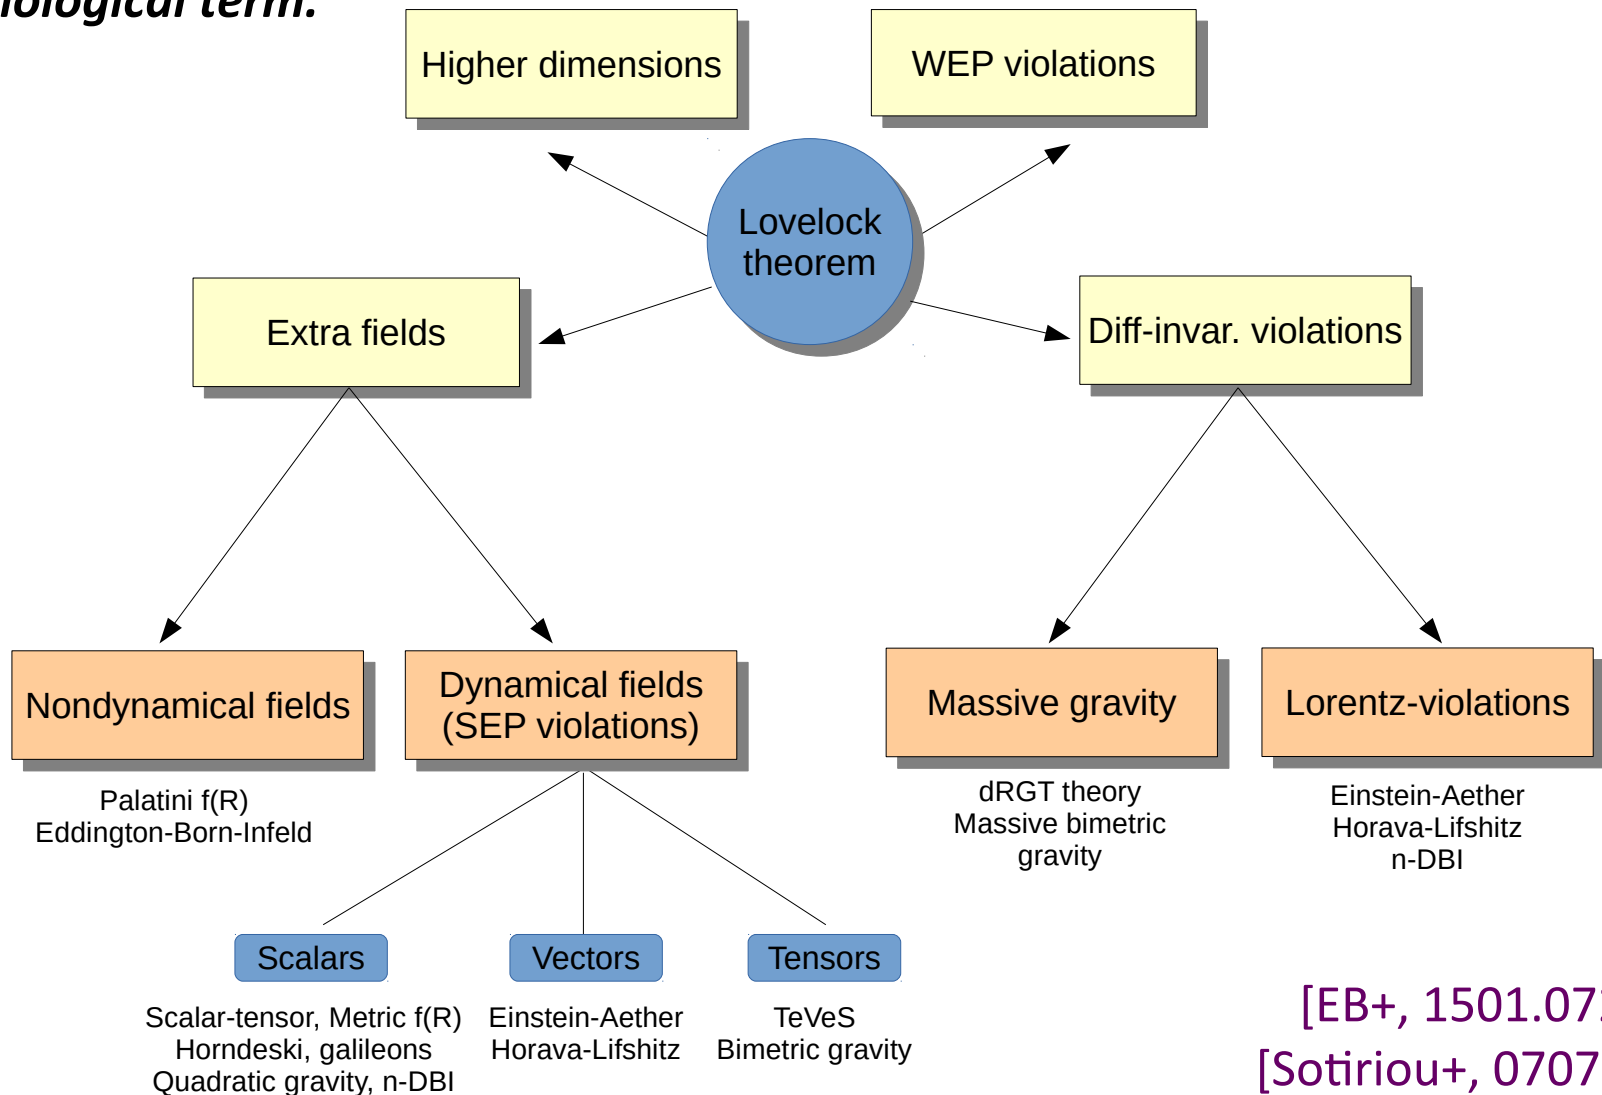 term.
Higher dimensions
WEP violations
Lovelock
theorem
Extra fields
Diff-invar. violations
Nondynamical fields
Dynamical fields
(SEP violations)
Massive gravity
Lorentz-violations
Palatini f(R)
Eddington-Born-Infeld
dRGT theory
Massive bimetric
gravity
Einstein-Aether
Horava-Lifshitz
n-DBI
Scalars
Vectors
Tensors
Scalar-tensor, Metric f(R)
Horndeski, galileons
Quadratic gravity, n-DBI
Einstein-Aether
Horava-Lifshitz
TeVeS
Bimetric gravity
[EB+,
[Sotiriou+, 0707